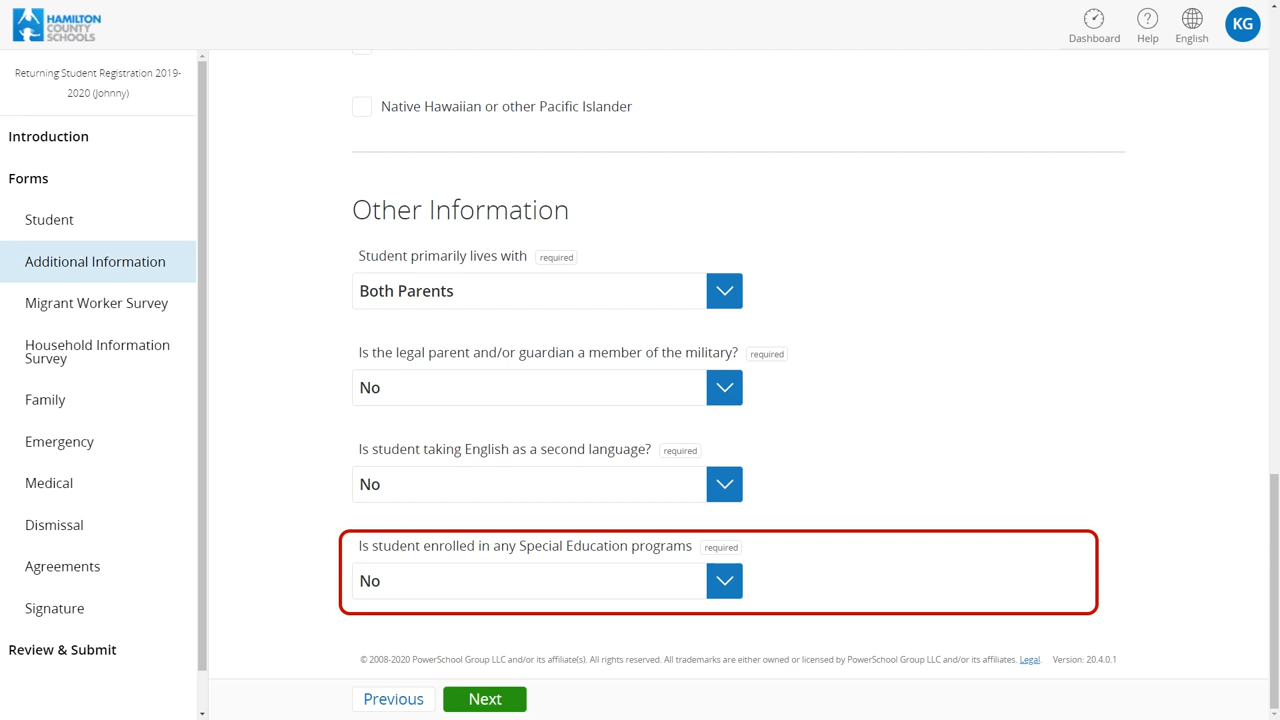 HAMILTON
COUNTY
SCHOOLS
Dashboard
Help
English
KG
Returning Student Registration 2019-
2020 (Johnny)
Introduction
Forms
Student
Additional Information
Migrant Worker Survey
Household Information
Survey
Family
Emergency
Medical
Dismissal
Agreements
Signature
Review & Submit
Native Hawaiian or other Pacific Islander
Other Information
Student primarily lives with required
Both Parents
Is the legal parent and/or guardian a member of the military? required
No
Is student taking English as a second language? required
No
Is student enrolled in any Special Education programs required
No
© 2008-2020 PowerSchool Group LLC and/or its affiliate(s). All rights reserved. All trademarks are either owned or licensed by PowerSchool Group LLC and/or its affiliates. Legal. Version: 20.4.0.1
Previous
Next